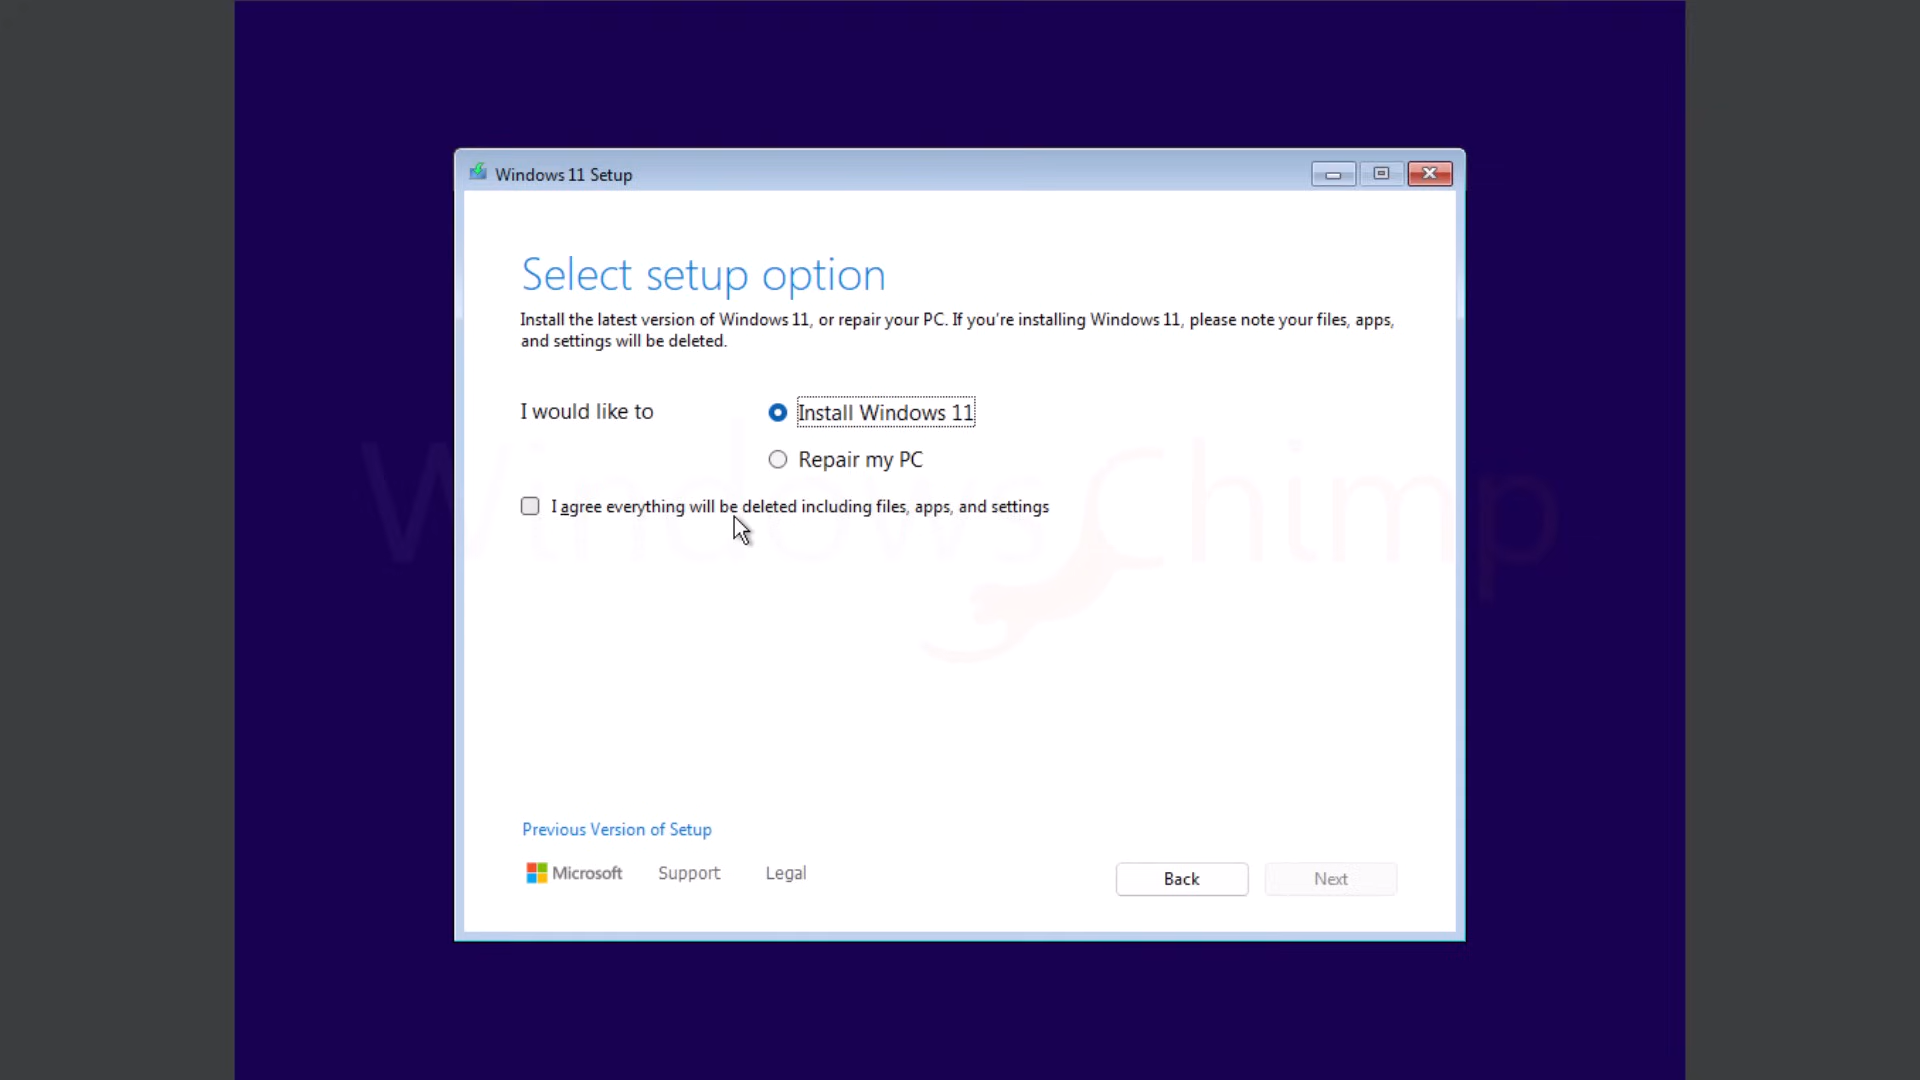 Windows 11 Setup
Select setup option
Install the latest version of Windows 11, or repair your PC. If you're installing Windows 11, please note your files, apps,
and settings will be deleted.
I would like to
Install Windows 11
Repair my PC
I agree everything will be deleted including files, apps, and settings
Windows Chimp
Previous Version of Setup
Microsoft Support Legal
Back Next